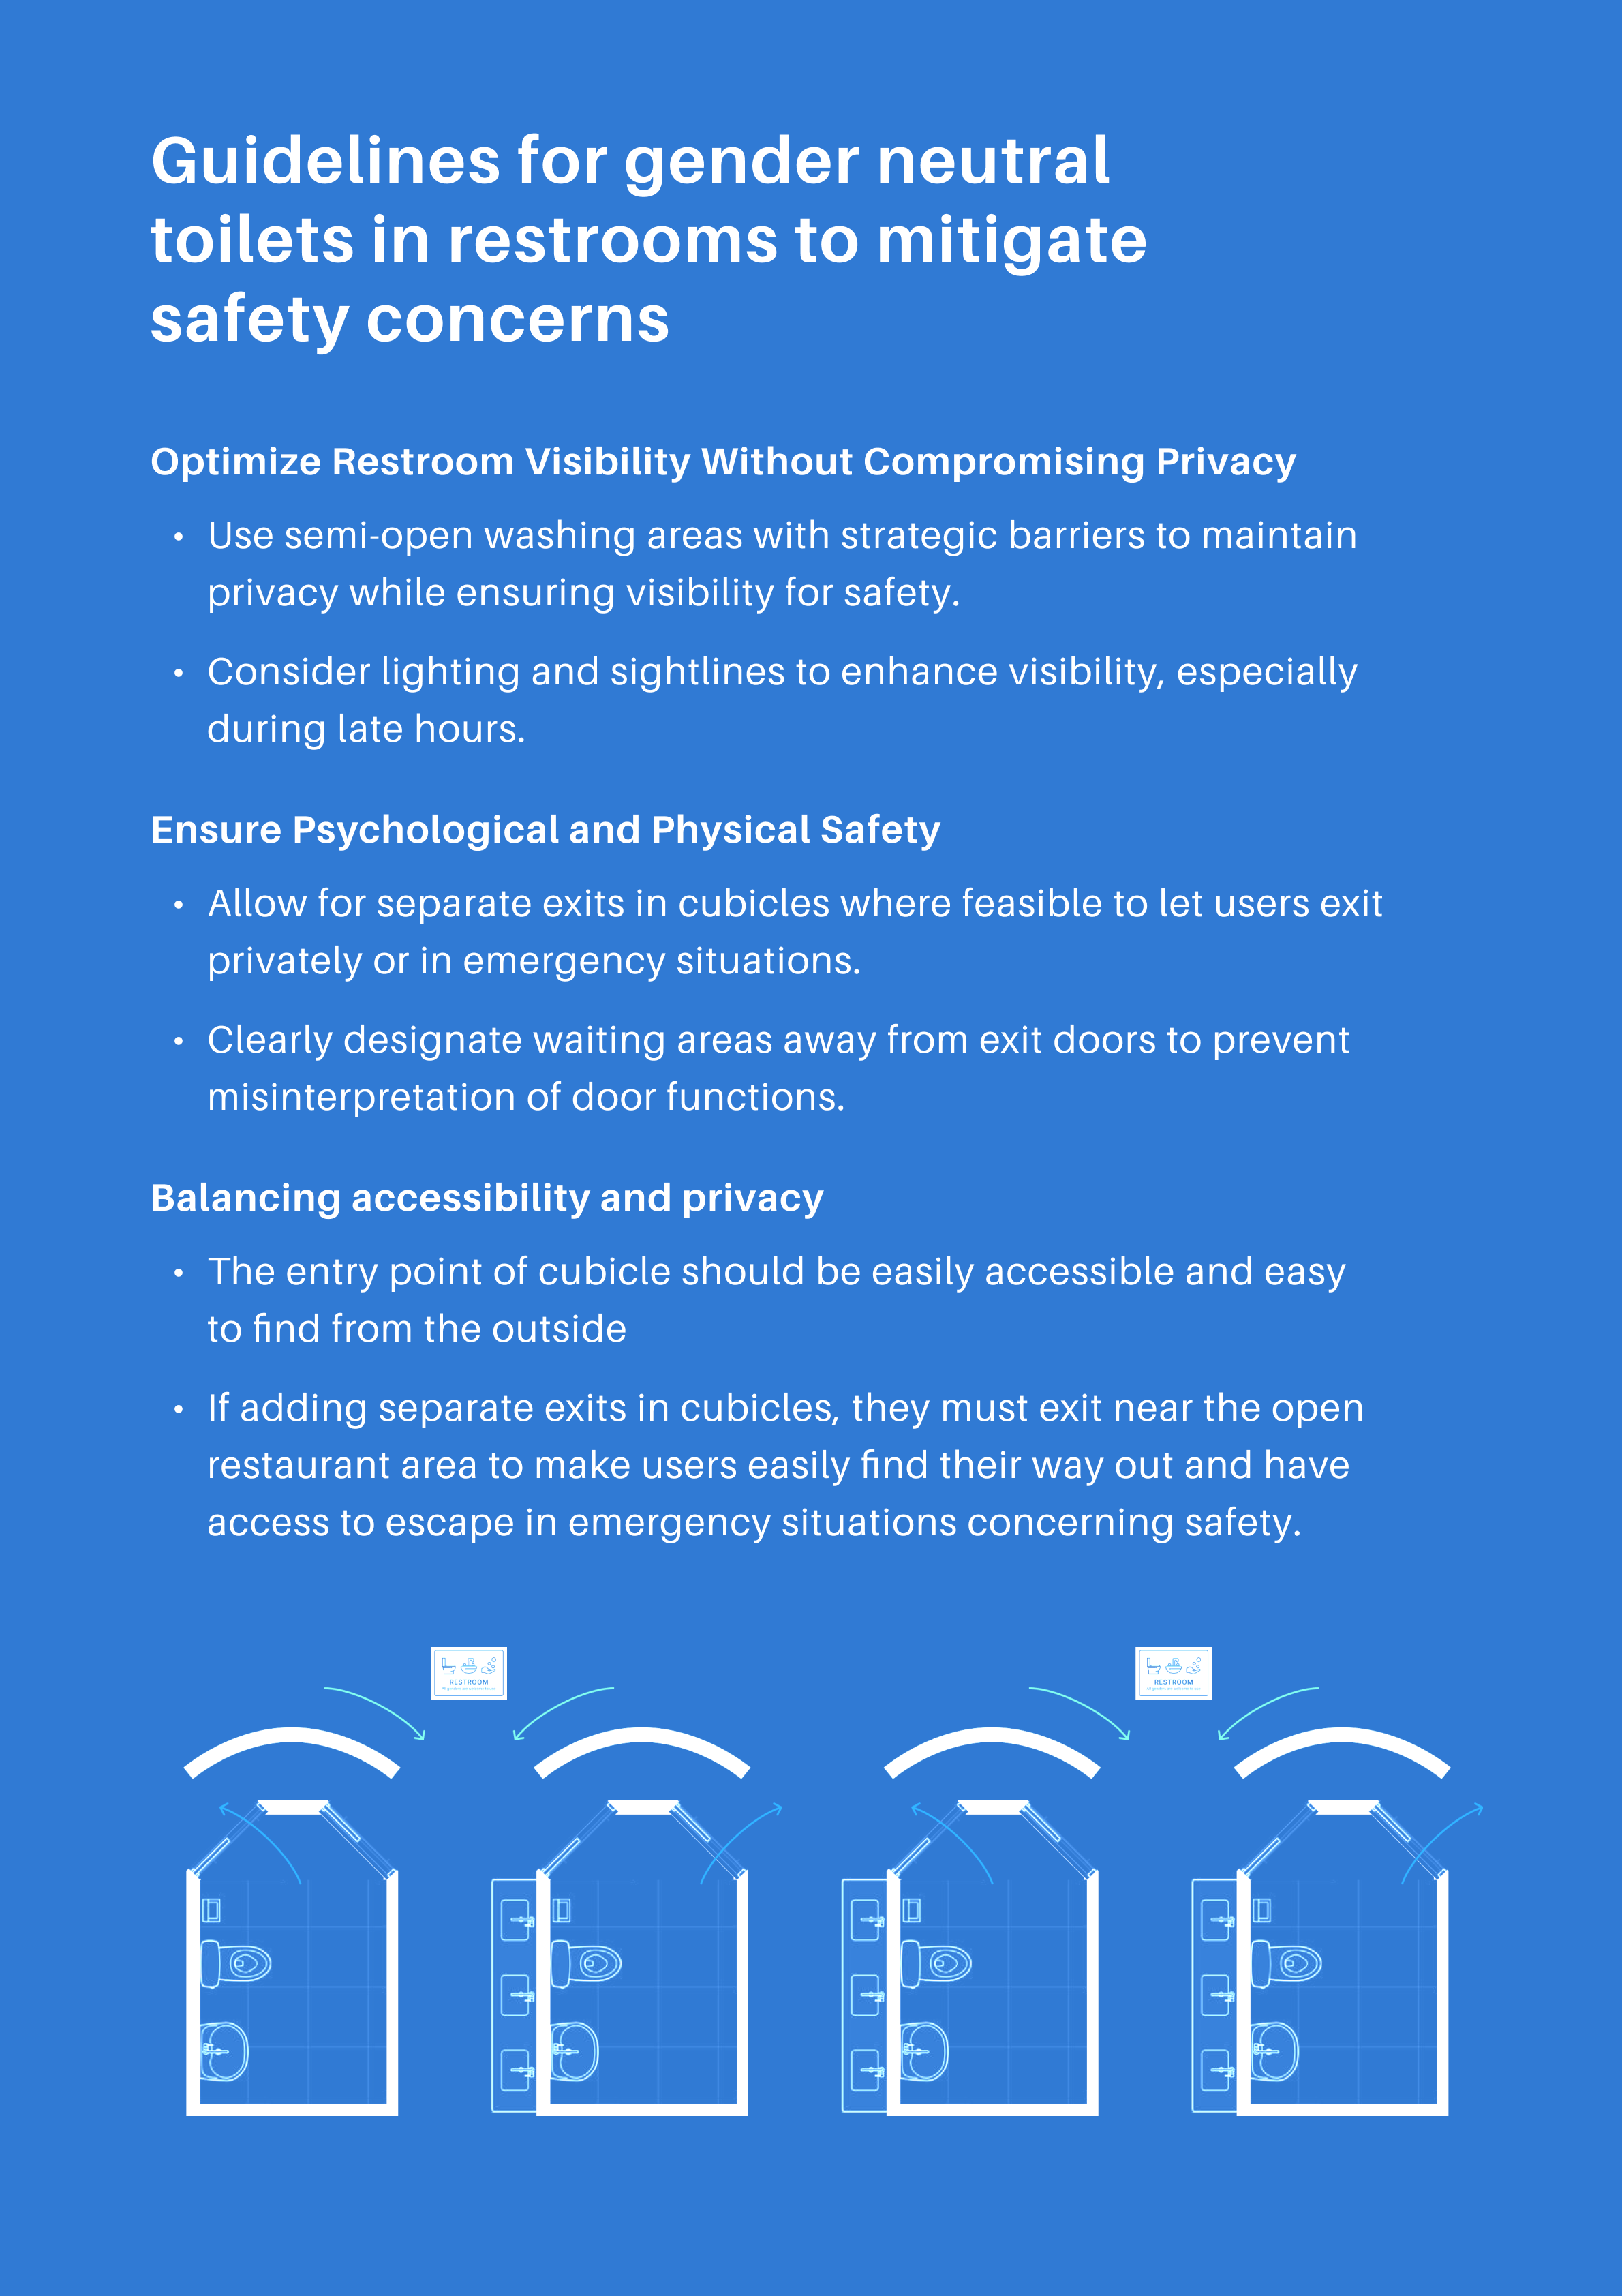 Guidelines for gender neutral
toilets in restrooms to mitigate
safety concerns
Optimize Restroom Visibility Without Compromising Privacy
• Use semi-open washing areas with strategic barriers to maintain
privacy while ensuring visibility for safety.
• Consider lighting and sightlines to enhance visibility, especially
during late hours.
Ensure Psychological and Physical Safety
• Allow for separate exits in cubicles where feasible to let users exit
privately or in emergency situations.
• Clearly designate waiting areas away from exit doors to prevent
misinterpretation of door functions.
Balancing accessibility and privacy
• The entry point of cubicle should be easily accessible and easy
to find from the outside
• If adding separate exits in cubicles, they must exit near the open
restaurant area to make users easily find their way out and have
access to escape in emergency situations concerning safety.
RESTROOM
RESTROOM